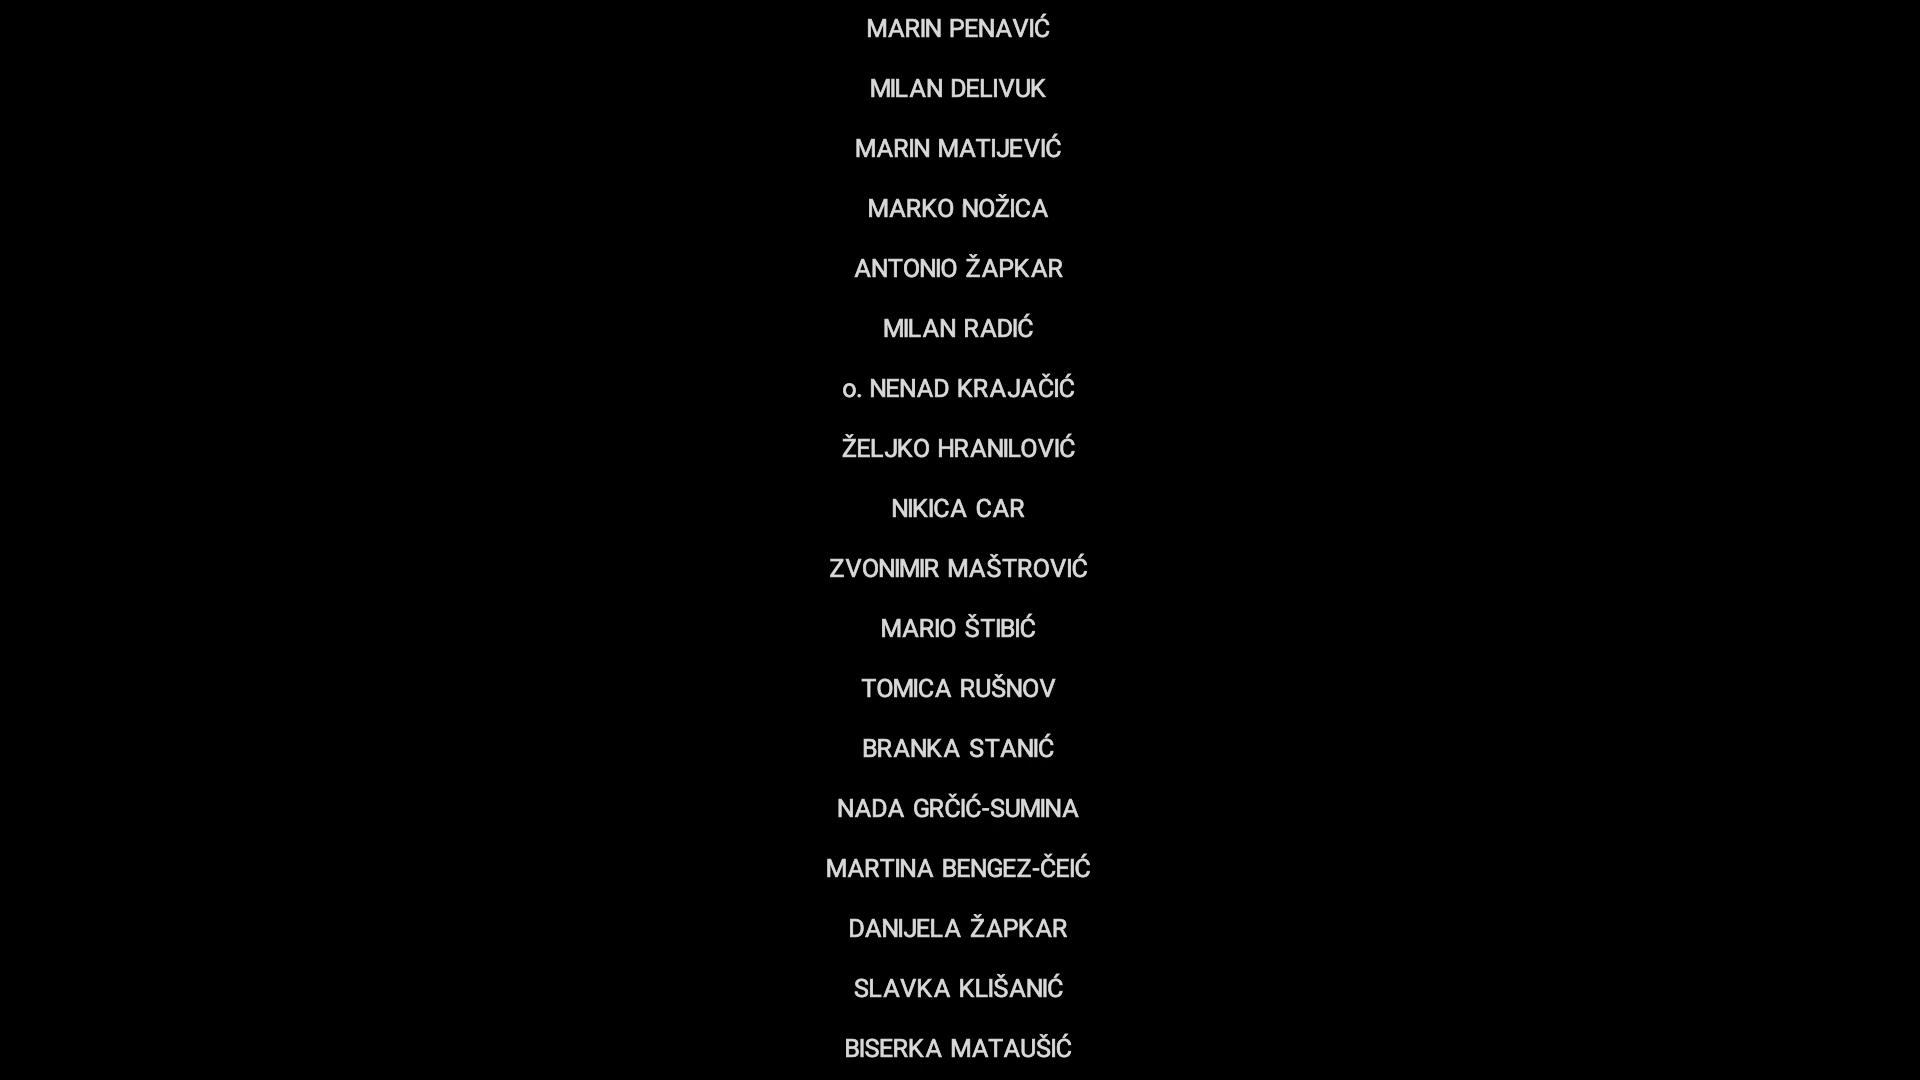 MARIN PENAVIĆ
MILAN DELIVUK
MARIN MATIJEVIĆ
MARKO NOŽICA
ANTONIO ŽAPKAR
MILAN RADIĆ
o. NENAD KRAJAČIĆ
ŽELJKO HRANILOVIĆ
NIKICA CAR
ZVONIMIR MAŠTROVIĆ
MARIO ŠTIBIĆ
TOMICA RUŠNOV
BRANKA STANIĆ
NADA GRČIĆ-SUMINA
MARTINA BENGEZ-ČEIĆ
DANIJELA ŽAPKAR
SLAVKA KLIŠANIĆ
BISERKA MATAUŠIĆ